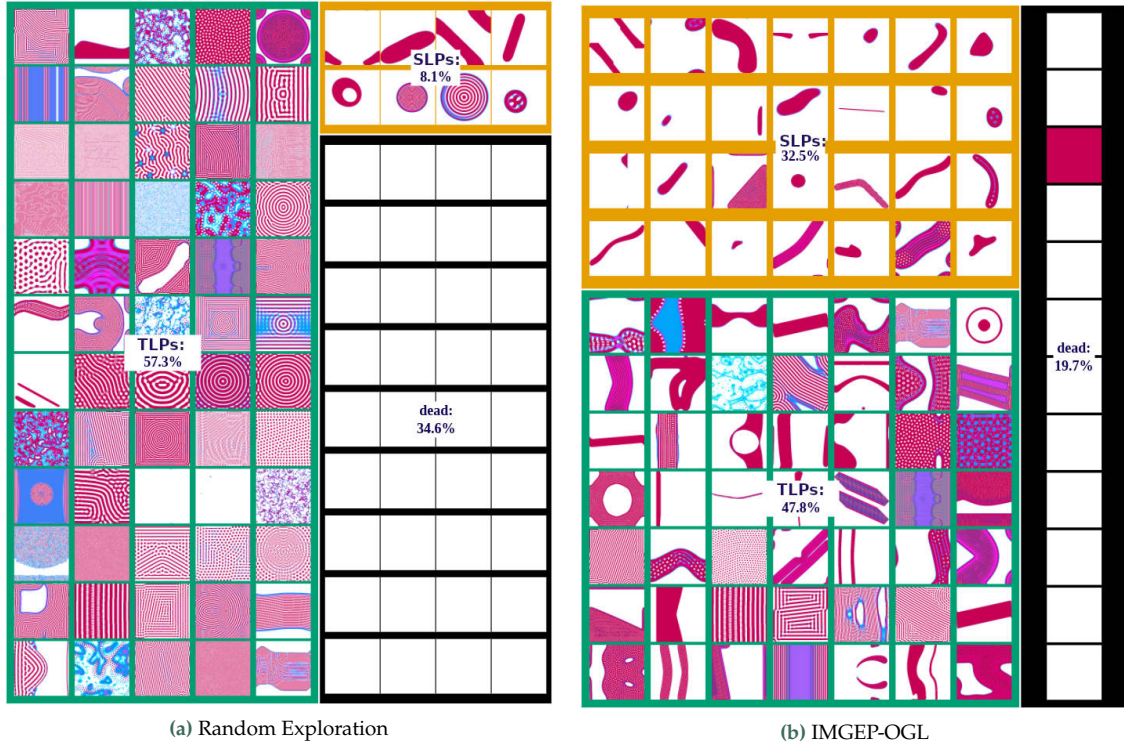 SLPs:
8.1%
TLPs:
57.3%
dead:
34.6%
(a) Random Exploration
SLPs:
32.5%
TLPs:
47.8%
dead:
19.7%
(b) IMGEP-OGL